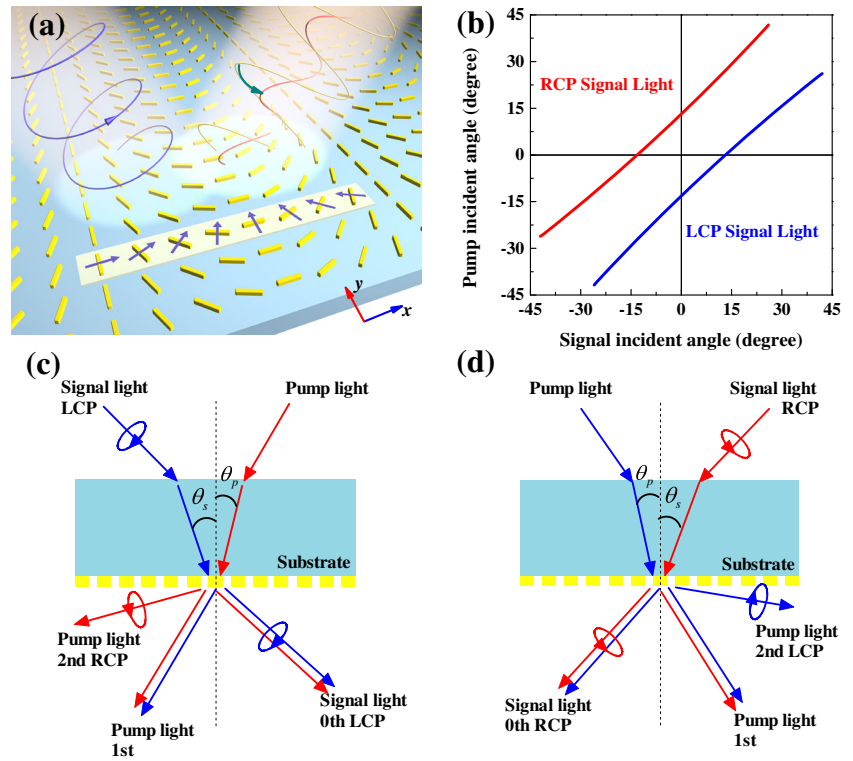 (a)
y
x
(b)
45
30
15
0
-15
-30
-45
-45
-30
-15
0
15
30
45
Pump incident angle (degree)
Signal incident angle (degree)
RCP Signal Light
LCP Signal Light
(c)
Signal light
LCP
Pump light
θp
θs
Substrate
Pump light
2nd RCP
Pump light
1st
Signal light
0th LCP
(d)
Pump light
Signal light
RCP
θp
θs
Substrate
Pump light
2nd LCP
Signal light
0th RCP
Pump light
1st